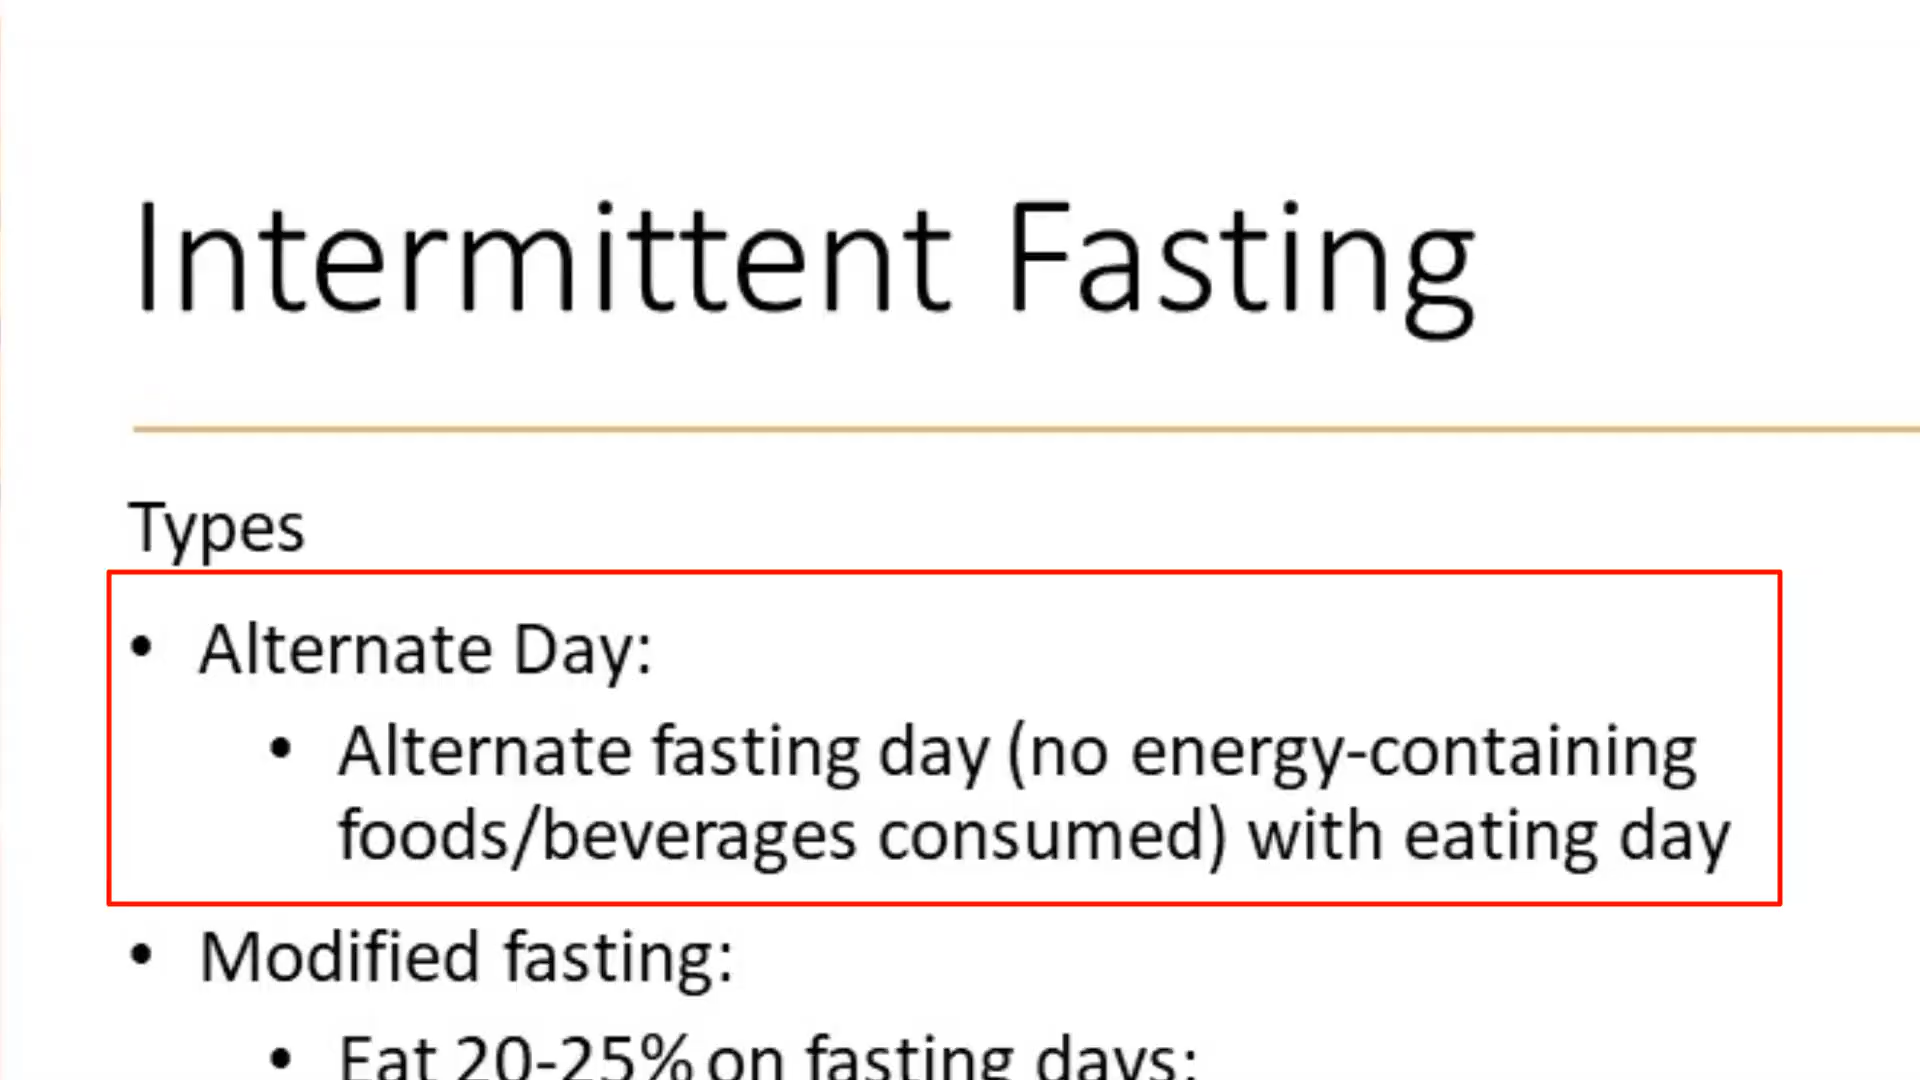 Intermittent Fasting
Types
• Alternate Day:
• Alternate fasting day (no energy-containing
foods/beverages consumed) with eating day
• Modified fasting:
• Eat 20-25% on fasting days: